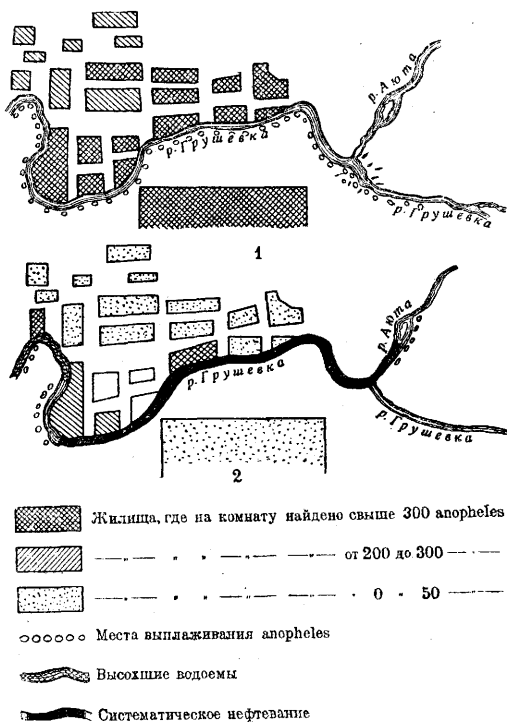 р. Аюта
р. Грушевка
р. Грушевка
1
р. Аюта
р. Грушевка
р. Грушевка
2
Жилища, где на комнату найдено свыше 300 anopheles
—„— „ „ —„— —„— от 200 до 300 —„—
—„— „ „ —„— —„— „ 0 „ 50 —„—
Места выплаживания anopheles
Высохшие водоемы
Систематическое нефтевание